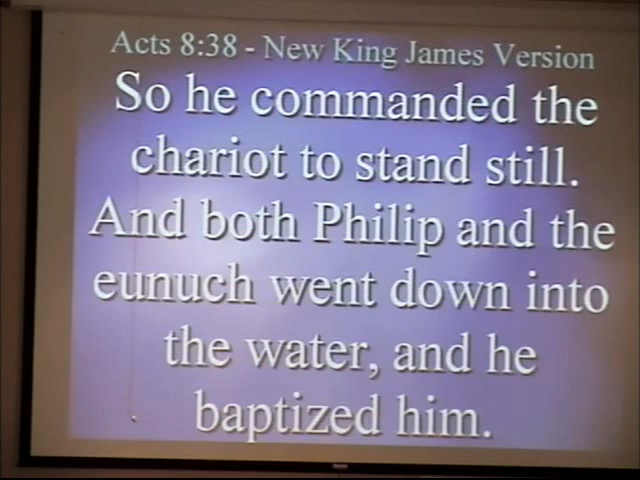 Acts 8:38 - New King James Version
So he commanded the
chariot to stand still.
And both Philip and the
eunuch went down into
the water, and he
baptized him.